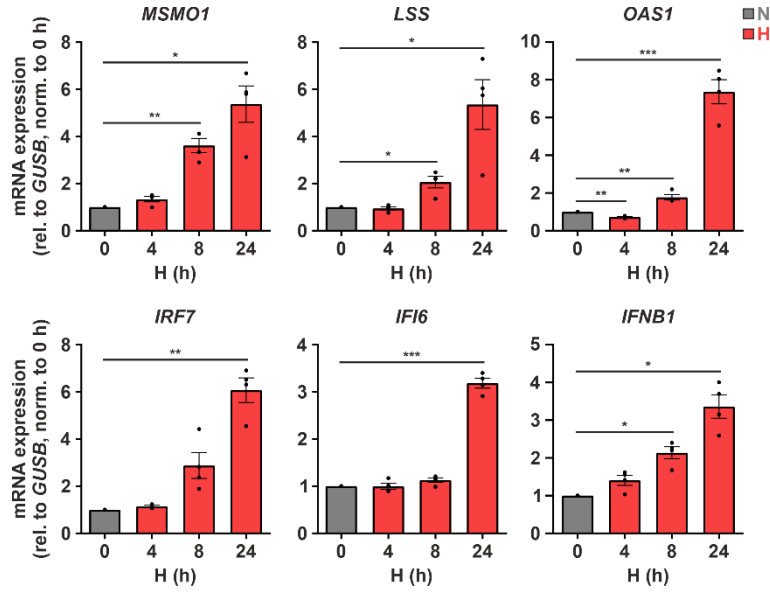 MSMO1
LSS
OAS1
N
H
mRNA expression
(rel. to GUSB, norm. to 0 h)
8
6
4
2
0
*
**
0 4 8 24
H (h)
8
6
4
2
0
*
*
0 4 8 24
H (h)
10
8
6
4
2
0
***
**
**
0 4 8 24
H (h)
IRF7
IFI6
IFNB1
mRNA expression
(rel. to GUSB, norm. to 0 h)
8
6
4
2
0
**
0 4 8 24
H (h)
4
3
2
1
0
***
0 4 8 24
H (h)
5
4
3
2
1
0
*
*
0 4 8 24
H (h)